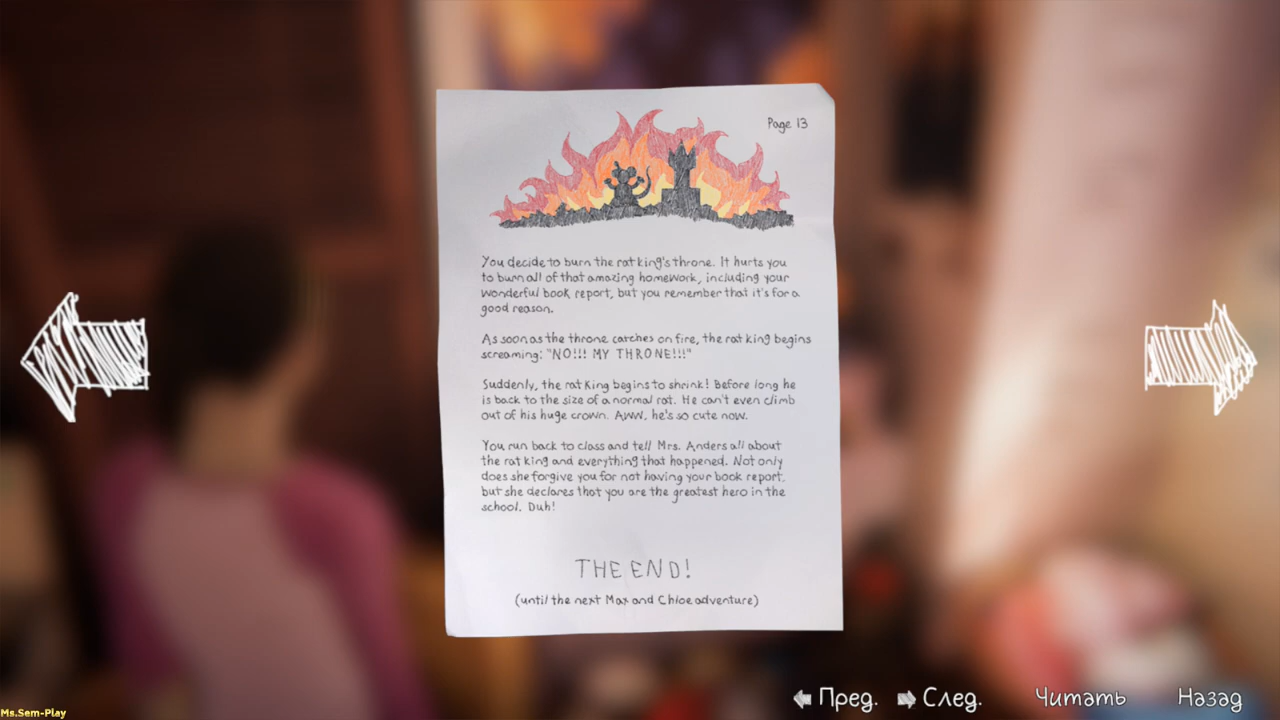 Page 13
You decide to burn the rat king's throne. It hurts you
to burn all of that amazing homework, including your
wonderful book report, but you remember that it's for a
good reason.
As soon as the throne catches on fire, the rat king begins
screaming: "NO!!! MY THRONE!!!"
Suddenly, the rat king begins to shrink! Before long he
is back to the size of a normal rat. He can't even climb
out of his huge crown. Aww, he's so cute now.
You run back to class and tell Mrs. Anders all about
the rat king and everything that happened. Not only
does she forgive you for not having your book report,
but she declares that you are the greatest hero in the
school. Duh!
THE END!
(until the next Max and Chloe adventure)
Пред. След. Читать Назад
Ms.Sem-Play